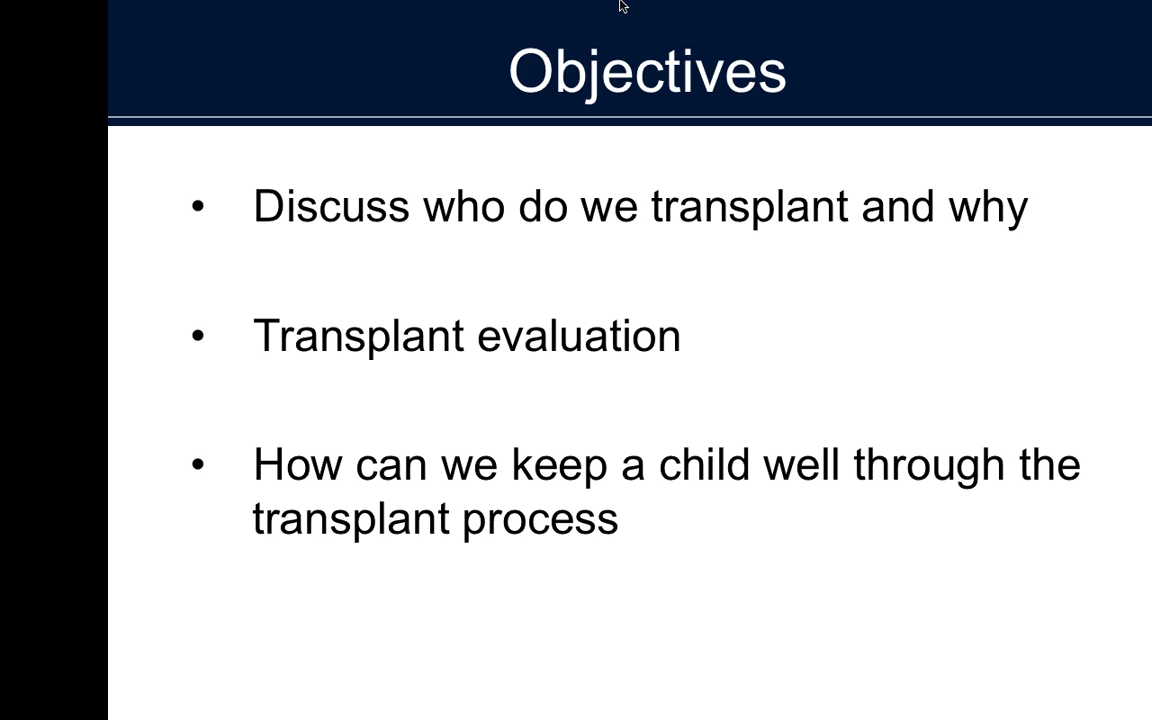 Objectives
• Discuss who do we transplant and why
• Transplant evaluation
• How can we keep a child well through the
transplant process